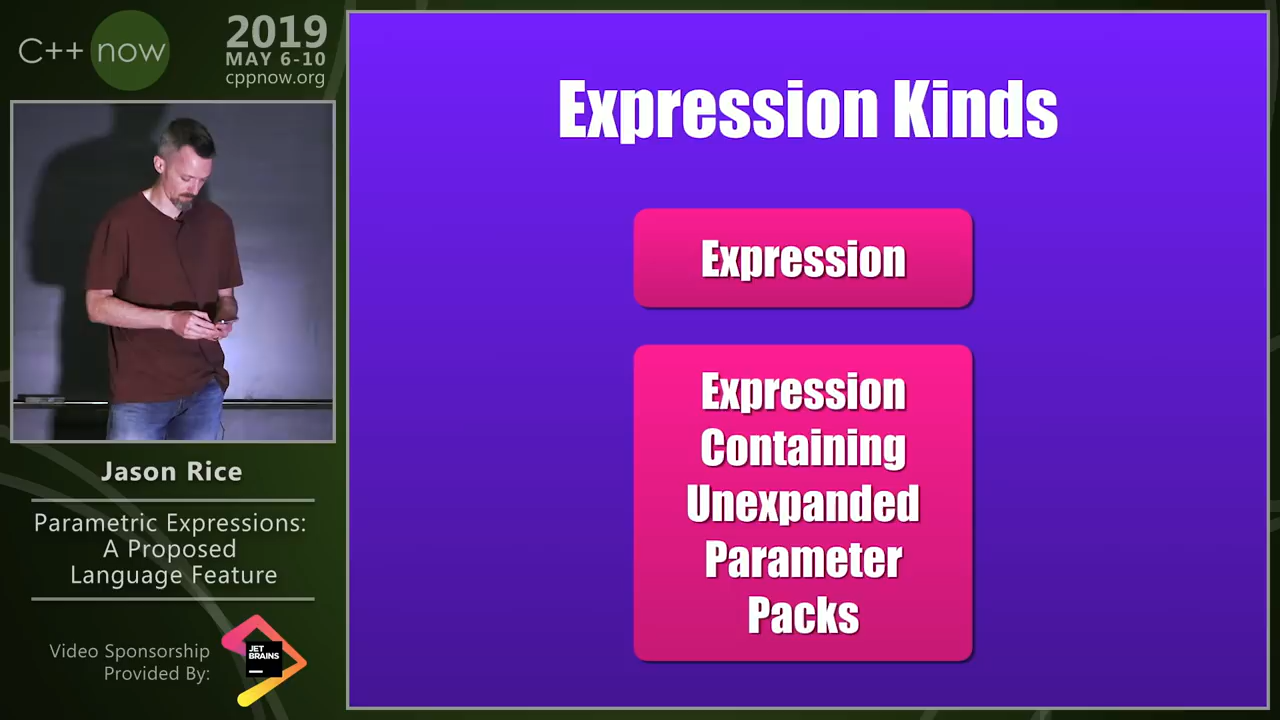 C++ now
2019
MAY 6-10
cppnow.org
Jason Rice
Parametric Expressions:
A Proposed
Language Feature
Video Sponsorship
Provided By:
JET
BRAINS
Expression Kinds
Expression
Expression
Containing
Unexpanded
Parameter
Packs